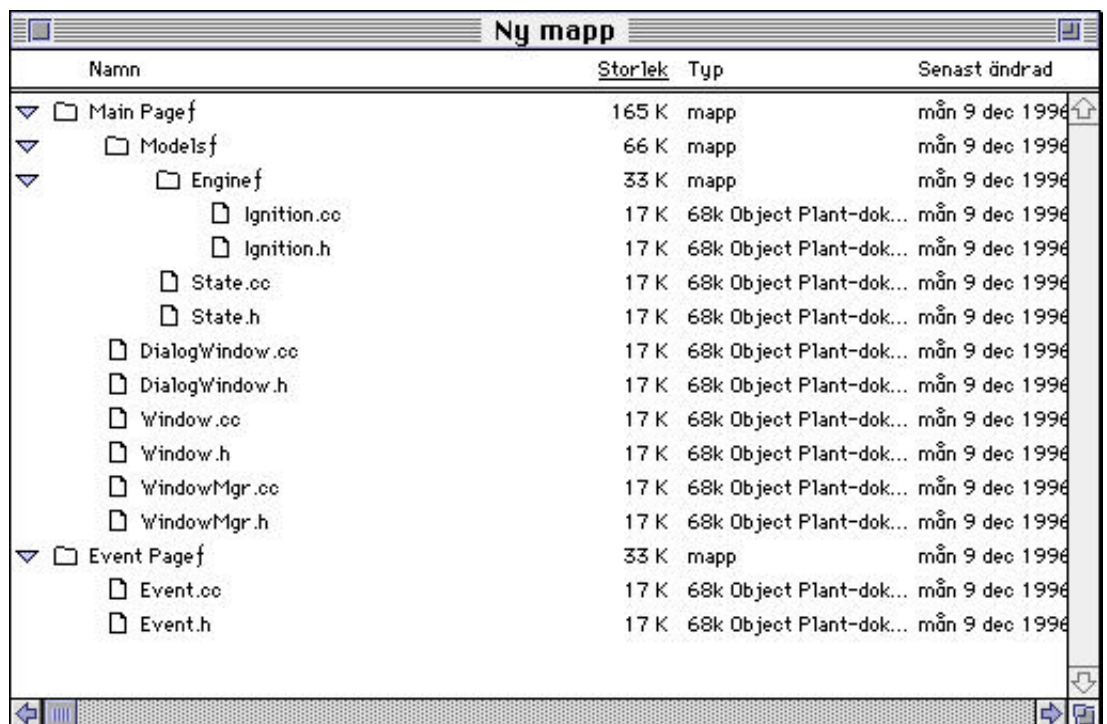 Ny mapp
Namn Storlek Typ Senast ändrad
Main Pageƒ 165 K mapp mån 9 dec 1996
Modelsƒ 66 K mapp mån 9 dec 1996
Engineƒ 33 K mapp mån 9 dec 1996
Ignition.cc 17 K 68k Object Plant-dok... mån 9 dec 1996
Ignition.h 17 K 68k Object Plant-dok... mån 9 dec 1996
State.cc 17 K 68k Object Plant-dok... mån 9 dec 1996
State.h 17 K 68k Object Plant-dok... mån 9 dec 1996
DialogWindow.cc 17 K 68k Object Plant-dok... mån 9 dec 1996
DialogWindow.h 17 K 68k Object Plant-dok... mån 9 dec 1996
Window.cc 17 K 68k Object Plant-dok... mån 9 dec 1996
Window.h 17 K 68k Object Plant-dok... mån 9 dec 1996
WindowMgr.cc 17 K 68k Object Plant-dok... mån 9 dec 1996
WindowMgr.h 17 K 68k Object Plant-dok... mån 9 dec 1996
Event Pageƒ 33 K mapp mån 9 dec 1996
Event.cc 17 K 68k Object Plant-dok... mån 9 dec 1996
Event.h 17 K 68k Object Plant-dok... mån 9 dec 1996